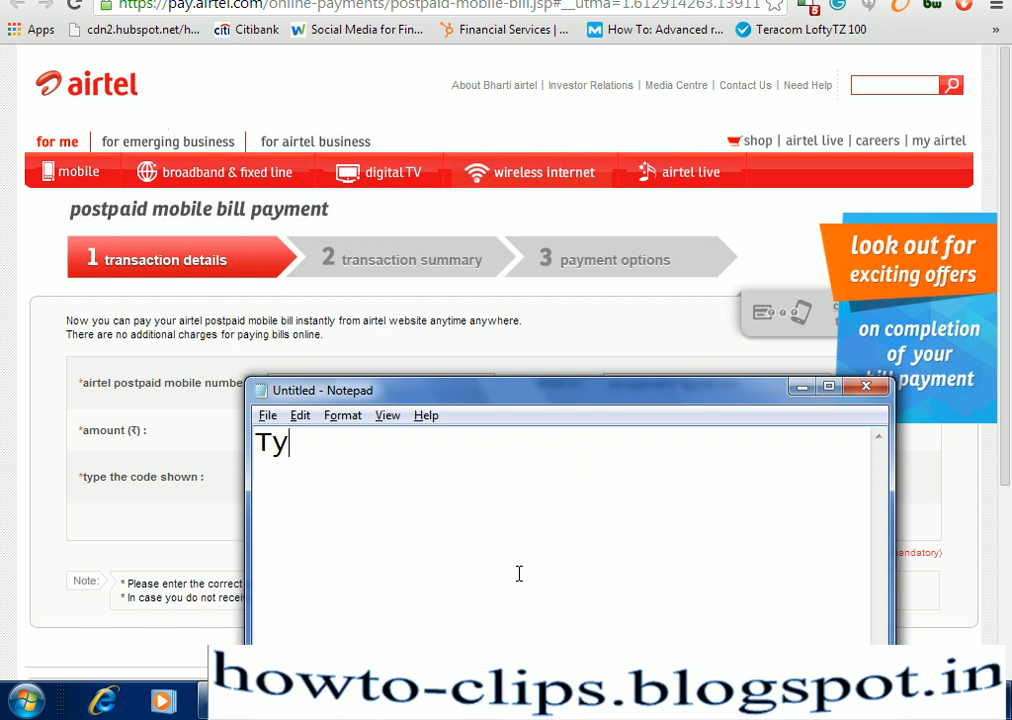 https://pay.airtel.com/online-payments/postpaid-mobile-bill.jsp#__utma=1.612914263.13911
5
Apps cdn2.hubspot.net/h... citi Citibank Social Media for Fin... Financial Services | ... How To: Advanced r... Teracom LoftyTZ 100 »
airtel
About Bharti airtel | Investor Relations | Media Centre | Contact Us | Need Help
for me for emerging business for airtel business
shop | airtel live | careers | my airtel
mobile broadband & fixed line digital TV wireless internet airtel live
postpaid mobile bill payment
1 transaction details 2 transaction summary 3 payment options
look out for
exciting offers
on completion
of your
bill payment
Now you can pay your airtel postpaid mobile bill instantly from airtel website anytime anywhere.
There are no additional charges for paying bills online.
*airtel postpaid mobile numbe
*amount (₹) :
*type the code shown :
mandatory)
Note:
* Please enter the correct
* In case you do not recei
Untitled - Notepad
File Edit Format View Help
Ty
howto-clips.blogspot.in